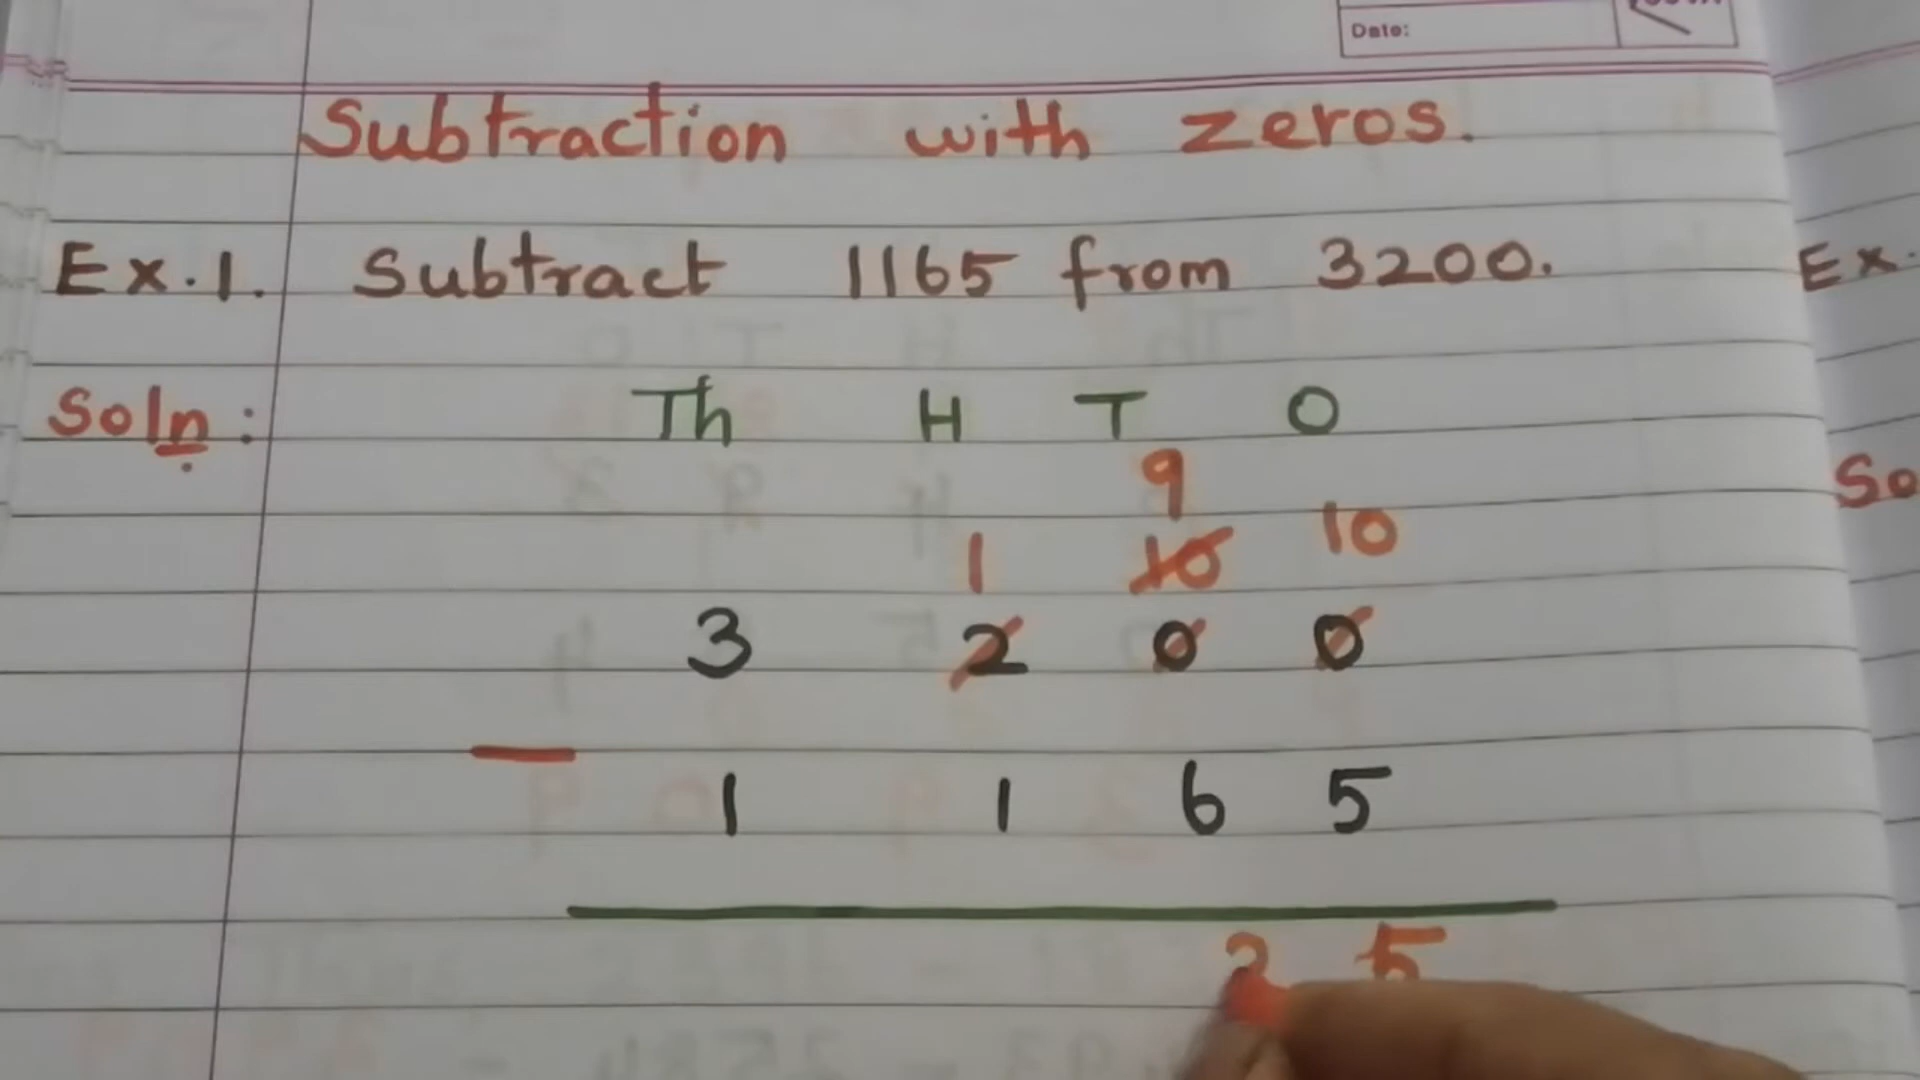 Date:
Subtraction with zeros.
Ex.1. Subtract 1165 from 3200.
Ex.
Soln:
Th H T O
So
9
1 10 10
3 2 0 0
—
1 1 6 5
3 5